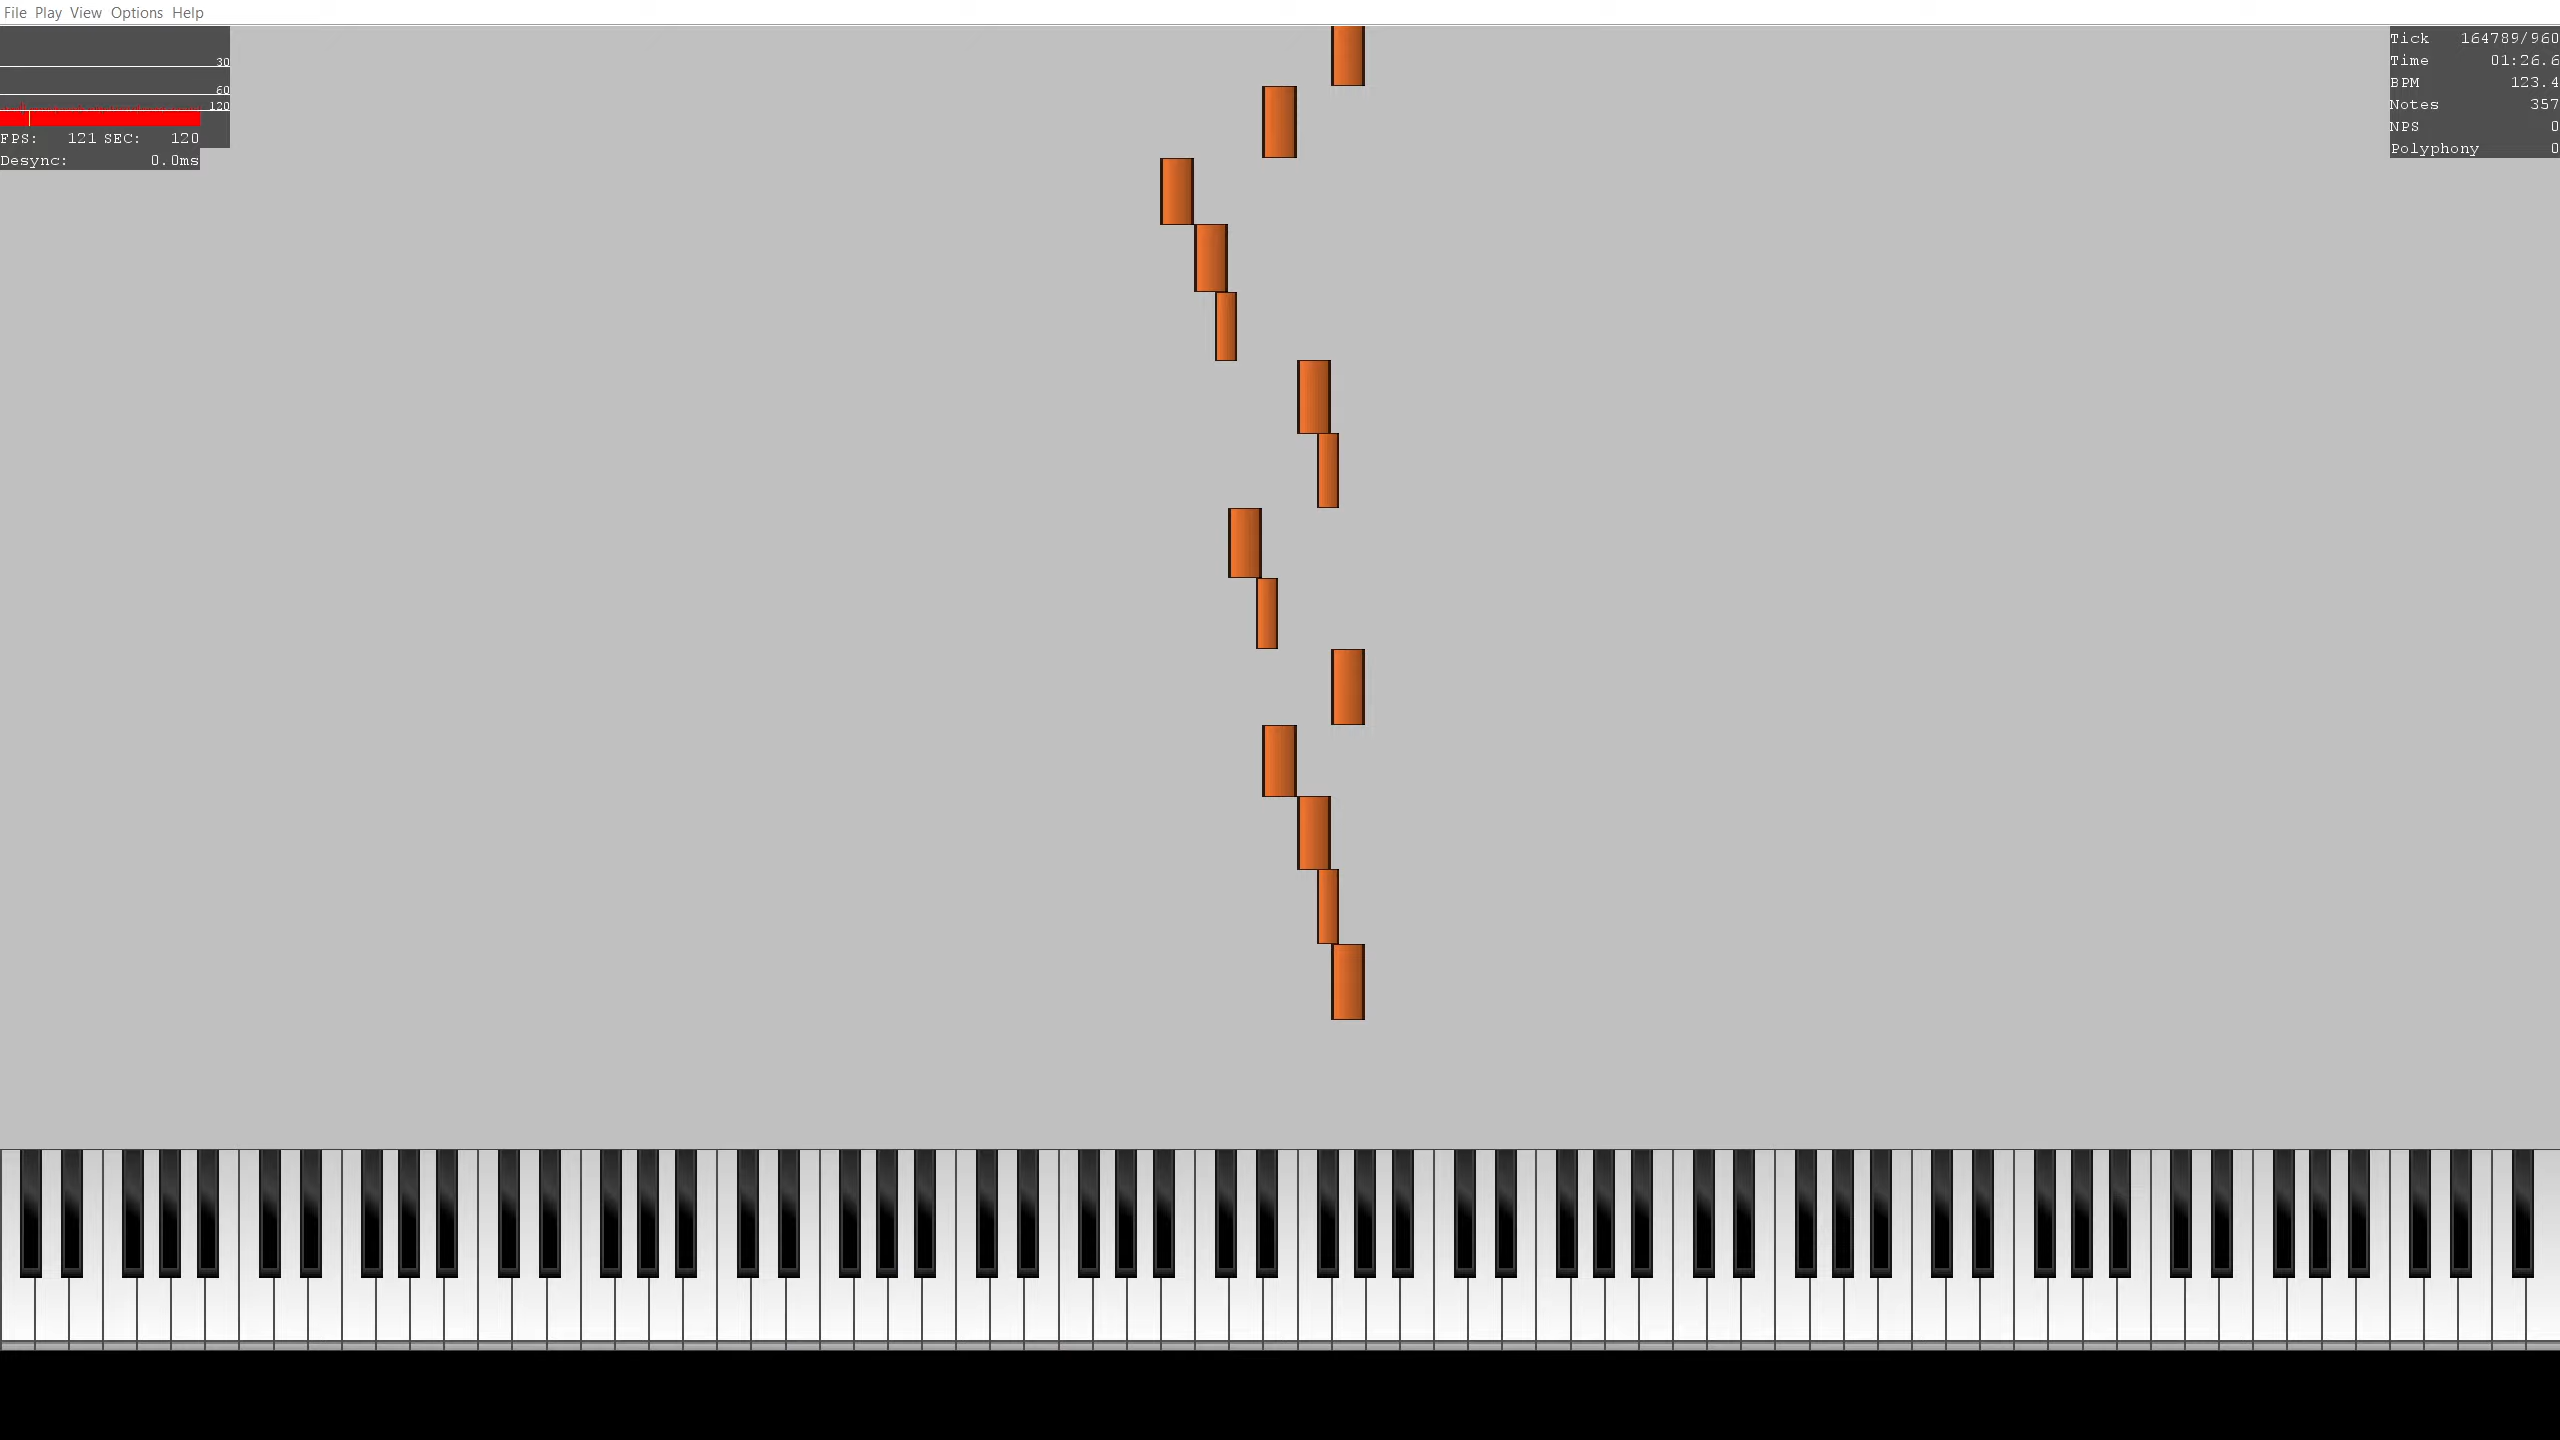 File Play View Options Help
30
60
120
FPS: 121 SEC: 120
Desync: 0.0ms
Tick 164789/960
Time 01:26.6
BPM 123.4
Notes 357
NPS 0
Polyphony 0